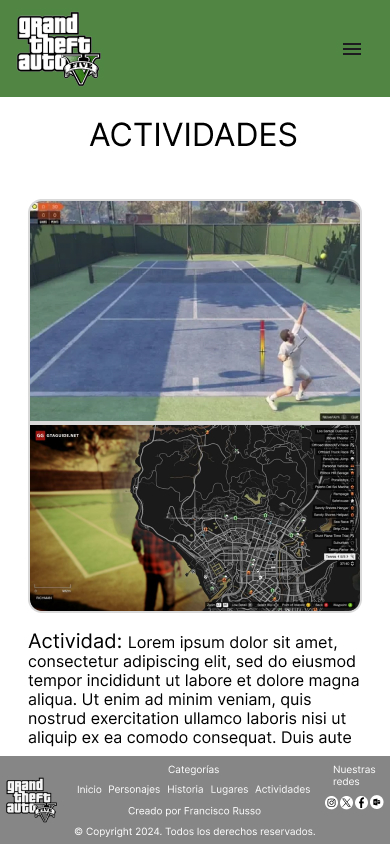 grand
theft
auto
FIVE
ACTIVIDADES
GTAGUIDE.NET
Actividad: Lorem ipsum dolor sit amet,
consectetur adipiscing elit, sed do eiusmod
tempor incididunt ut labore et dolore magna
aliqua. Ut enim ad minim veniam, quis
nostrud exercitation ullamco laboris nisi ut
aliquip ex ea comodo consequat. Duis aute
grand
theft
auto
FIVE
Categorías
Inicio Personajes Historia Lugares Actividades
Creado por Francisco Russo
© Copyright 2024. Todos los derechos reservados.
Nuestras
redes